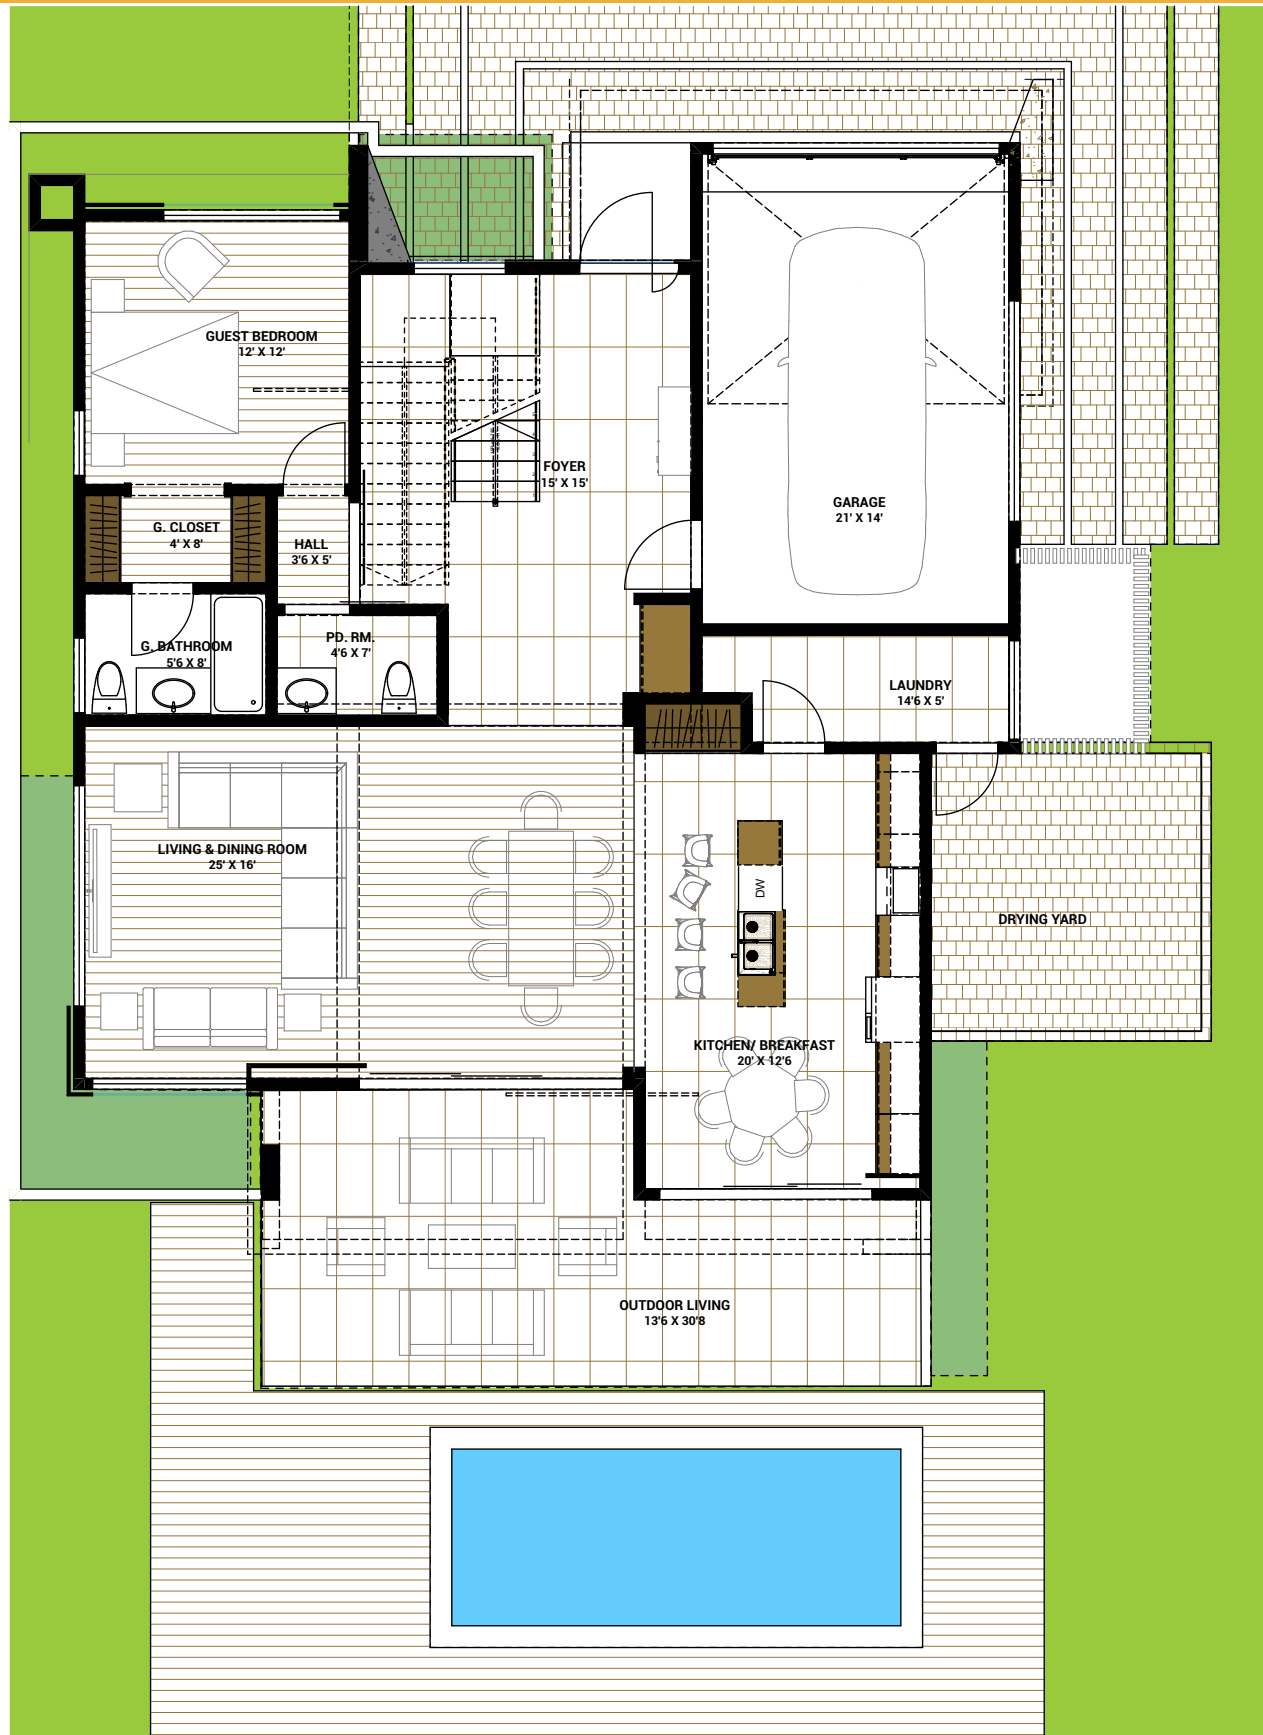 GUEST BEDROOM
12' X 12'
FOYER
15' X 15'
GARAGE
21' X 14'
G. CLOSET
4' X 8'
HALL
3'6 X 5'
G. BATHROOM
5'6 X 8'
PD. RM.
4'6 X 7'
LAUNDRY
14'6 X 5'
LIVING & DINING ROOM
25' X 16'
DW
DRYING YARD
KITCHEN/ BREAKFAST
20' X 12'6
OUTDOOR LIVING
13'6 X 30'8